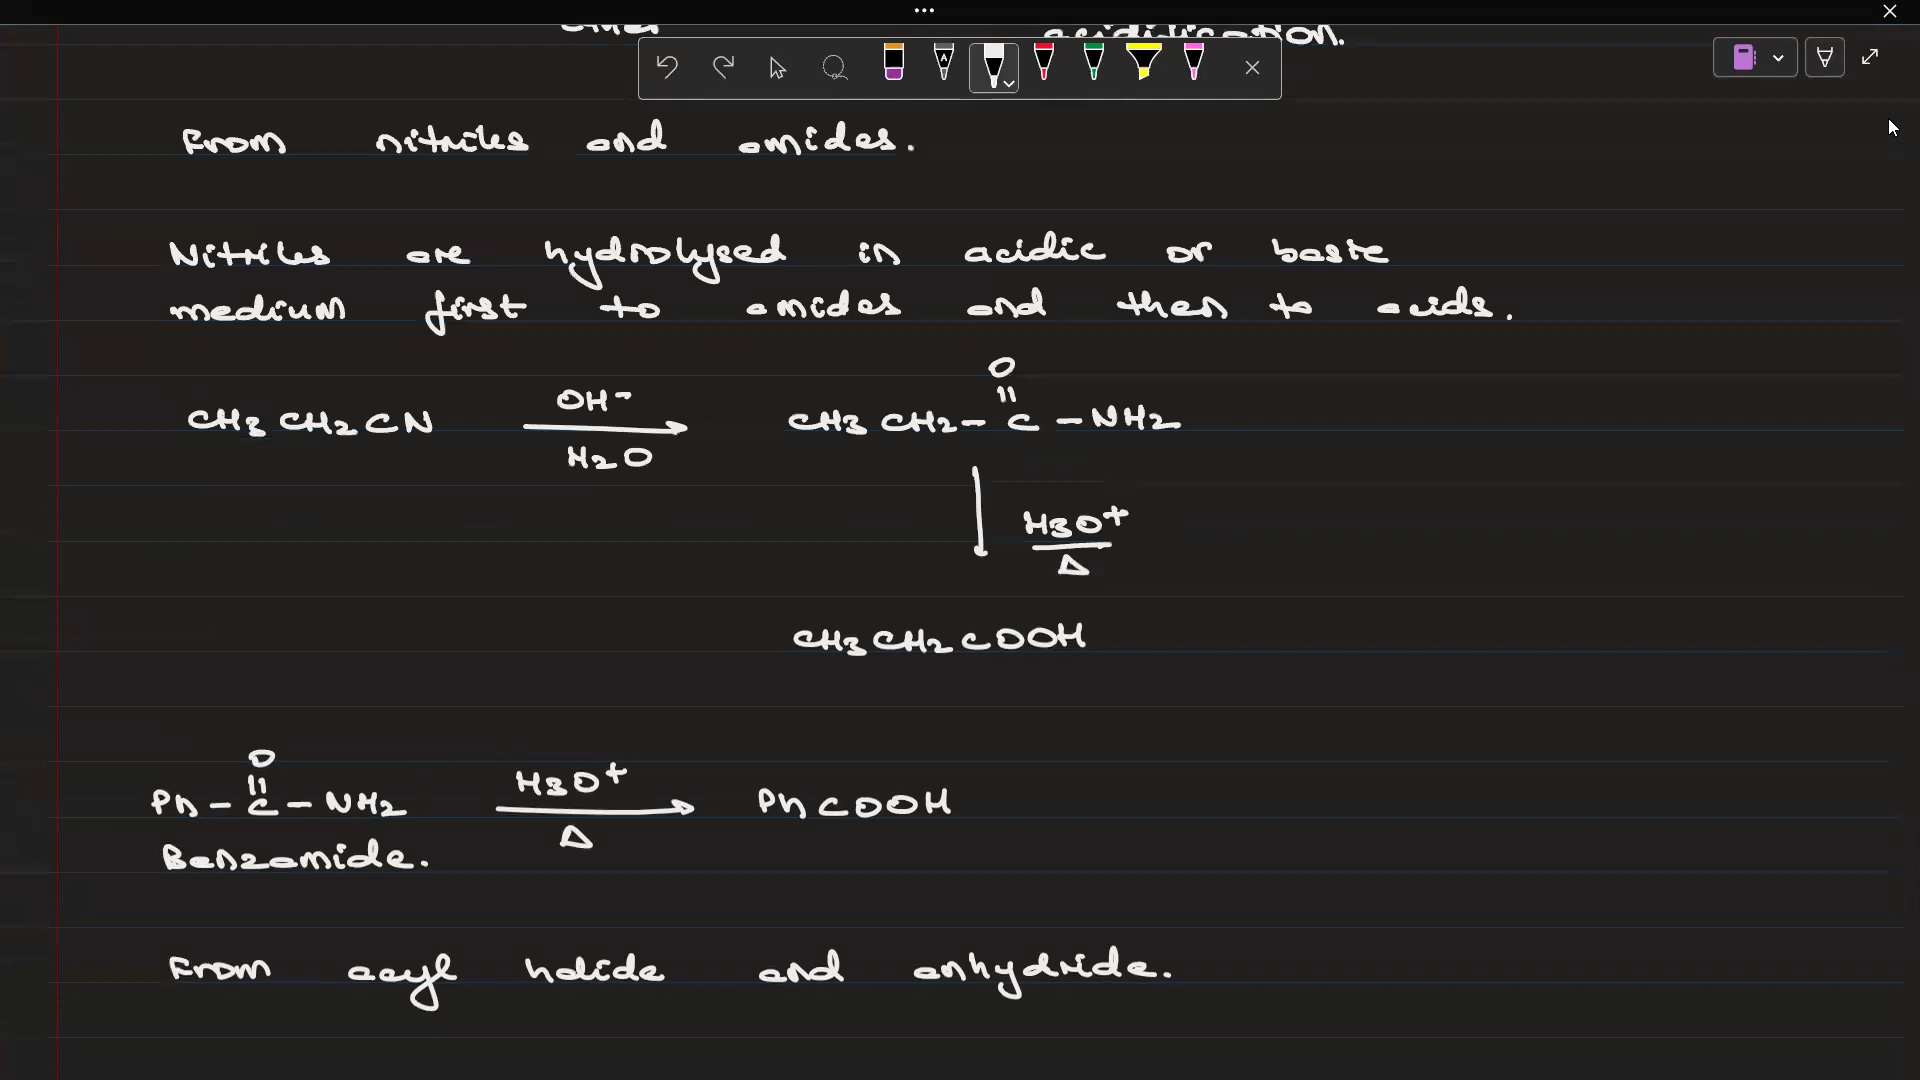 acidification.
From nitriles and amides.
Nitriles are hydrolysed in acidic or basic
medium first to amides and then to acids.
O
||
CH3 CH2 CN OH- CH3 CH2 - C - NH2
H2O
H3O+
Δ
CH3 CH2 COOH
O
||
Ph - C - NH2 H3O+ Ph COOH
Δ
Benzamide.
From acyl halide and anhydride.